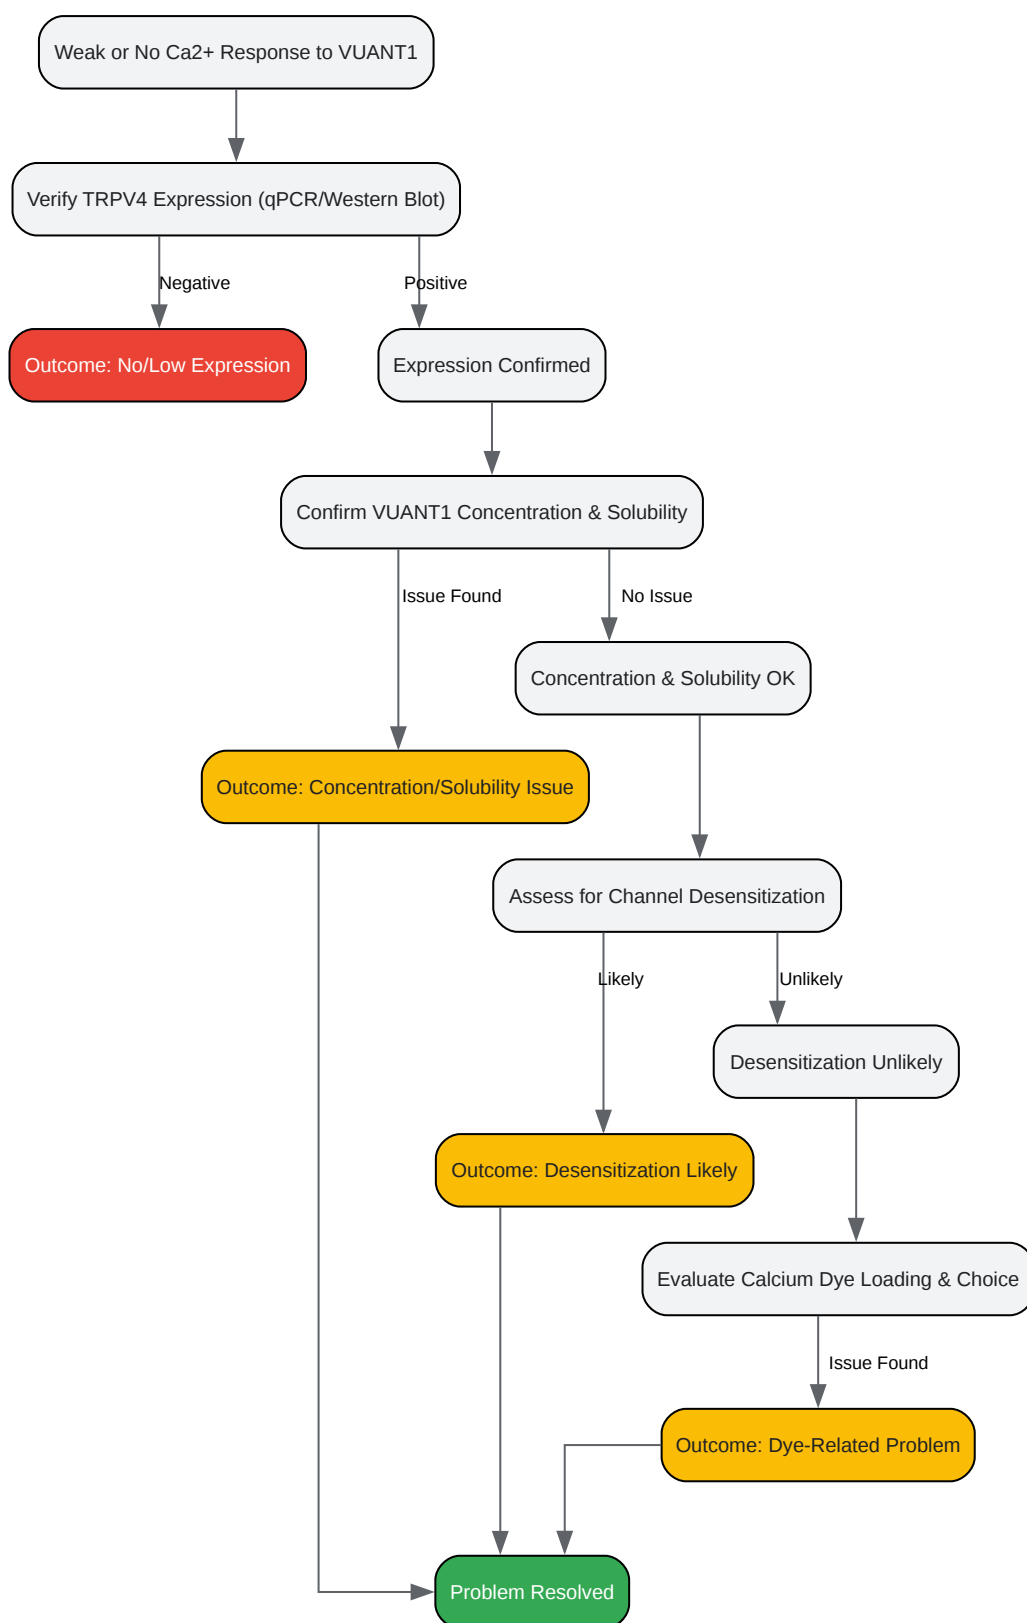 Weak or No Ca2+ Response to VUANT1
Verify TRPV4 Expression (qPCR/Western Blot)
Negative
Positive
Outcome: No/Low Expression
Expression Confirmed
Confirm VUANT1 Concentration & Solubility
Issue Found
No Issue
Concentration & Solubility OK
Outcome: Concentration/Solubility Issue
Assess for Channel Desensitization
Likely
Unlikely
Desensitization Unlikely
Outcome: Desensitization Likely
Evaluate Calcium Dye Loading & Choice
Issue Found
Outcome: Dye-Related Problem
Problem Resolved